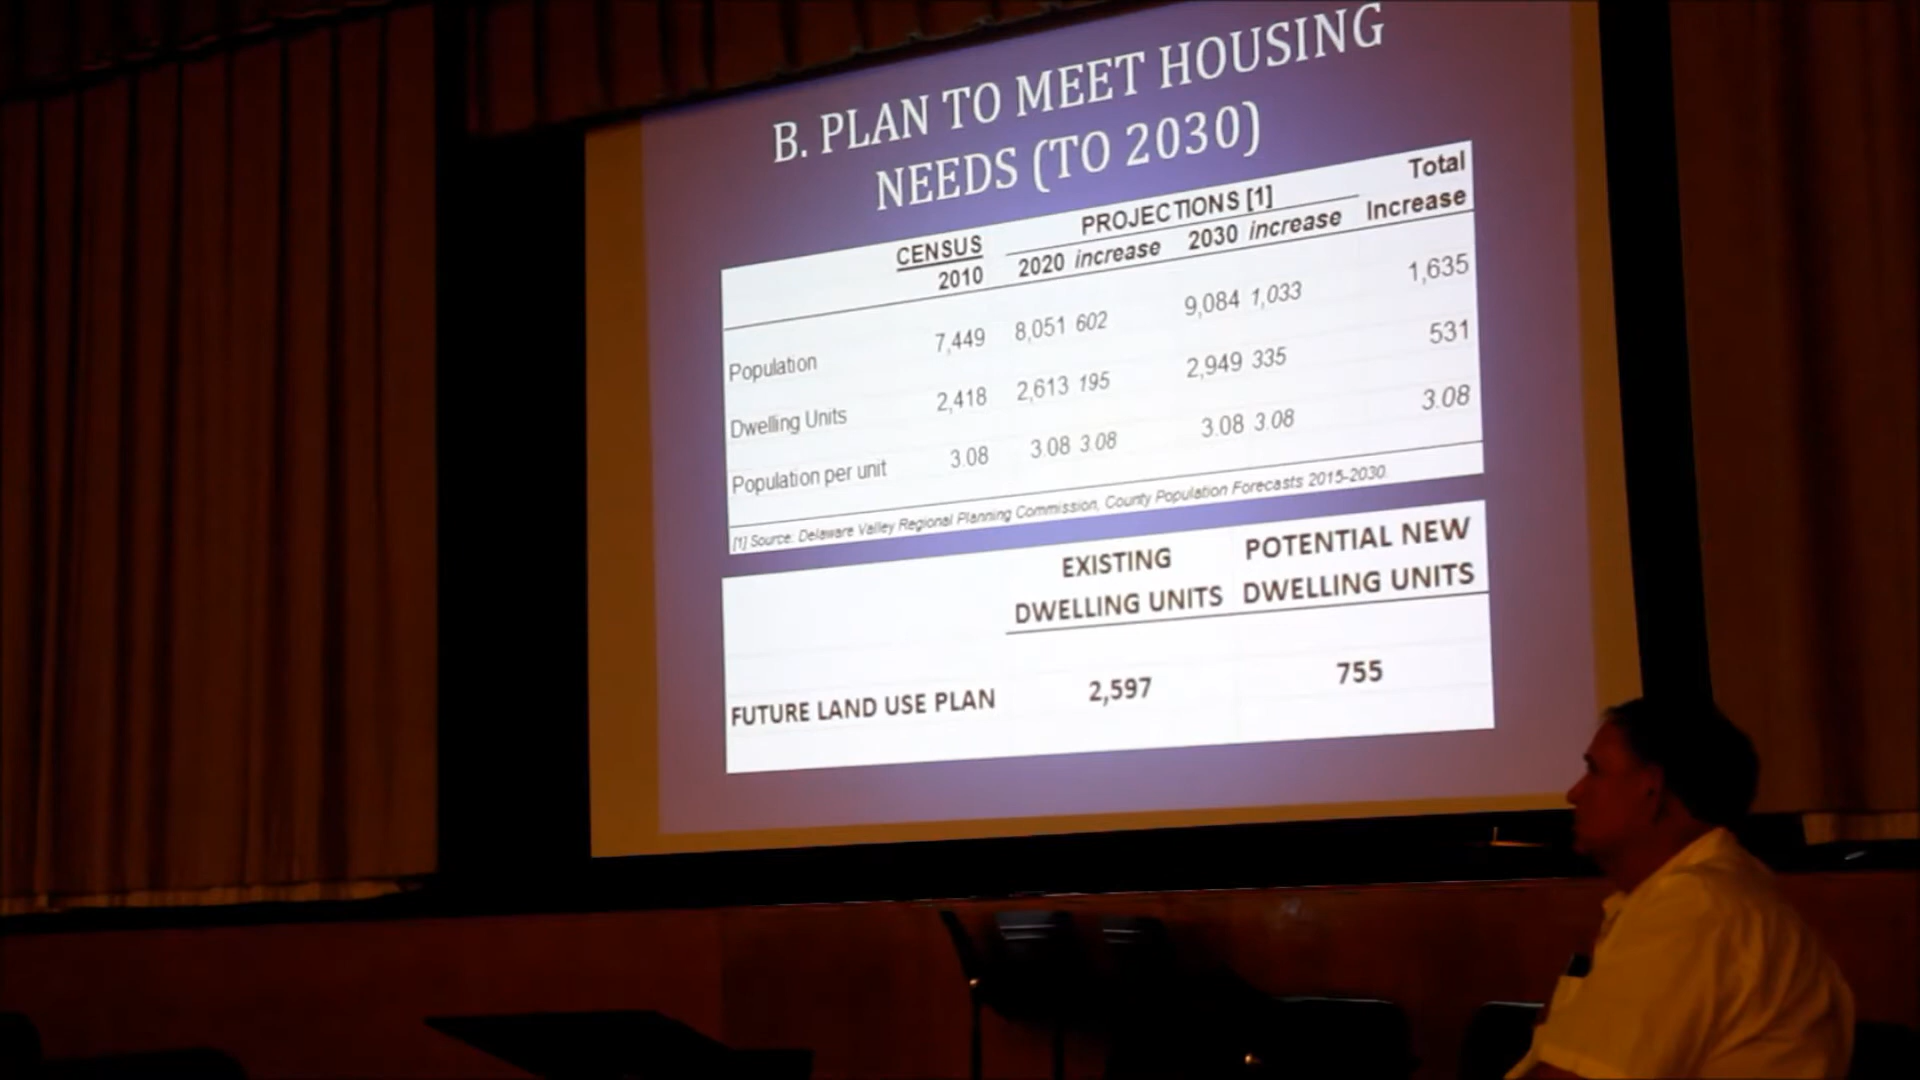 B. PLAN TO MEET HOUSING
NEEDS (TO 2030)
CENSUS PROJECTIONS [1] Total
2010 2020 increase 2030 increase Increase
Population 7,449 8,051 602 9,084 1,033 1,635
Dwelling Units 2,418 2,613 195 2,949 335 531
Population per unit 3.08 3.08 3.08 3.08 3.08 3.08
[1] Source: Delaware Valley Regional Planning Commission, County Population Forecasts 2015-2030.
EXISTING POTENTIAL NEW
DWELLING UNITS DWELLING UNITS
FUTURE LAND USE PLAN 2,597 755